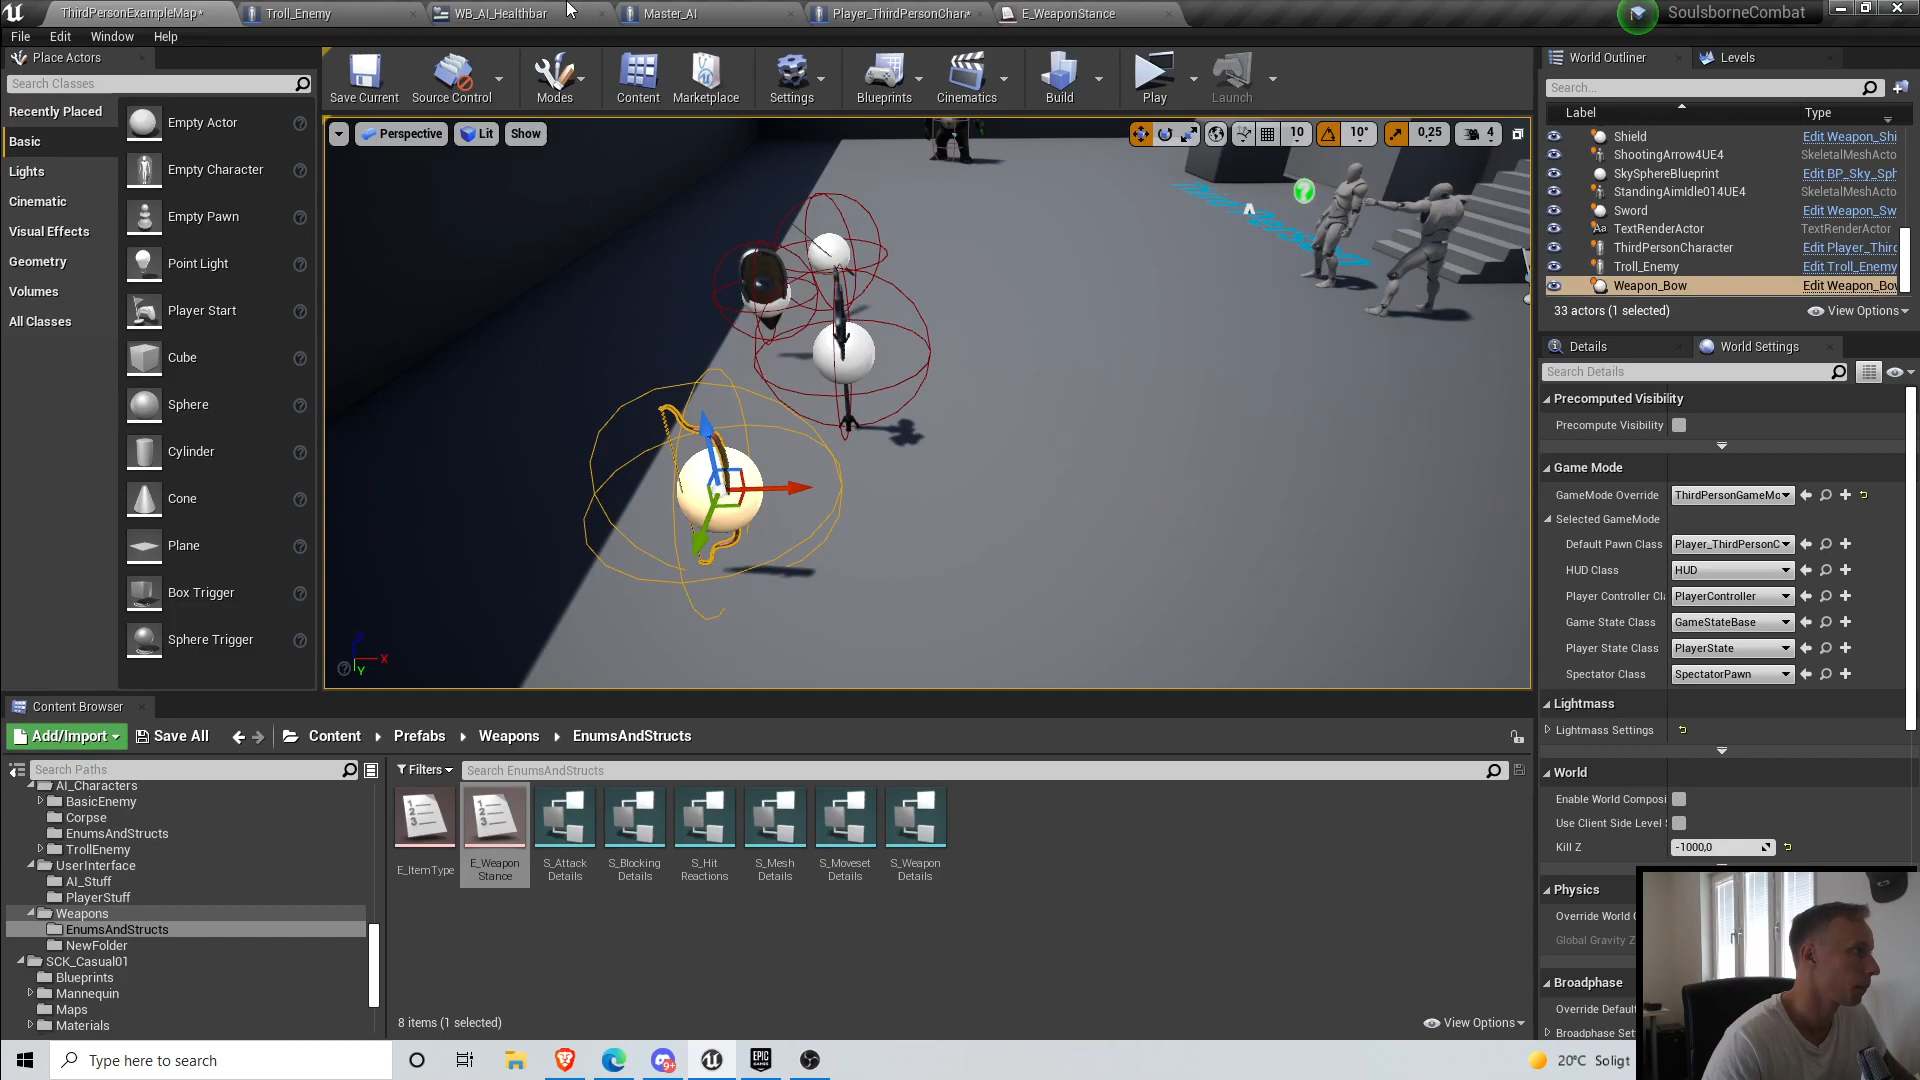 ThirdPersonExampleMap*
Troll_Enemy
WB_AI_Healthbar
Master_AI
Player_ThirdPersonChar*
E_WeaponStance
SoulsborneCombat
File
Edit
Window
Help
Place Actors
Search Classes
Recently Placed
Basic
Lights
Cinematic
Visual Effects
Geometry
Volumes
All Classes
Empty Actor
Empty Character
Empty Pawn
Point Light
Player Start
Cube
Sphere
Cylinder
Cone
Plane
Box Trigger
Sphere Trigger
Save Current
Source Control
Modes
Content
Marketplace
Settings
Blueprints
Cinematics
Build
Play
Launch
Perspective
Lit
Show
10
10°
0,25
4
X
Y
World Outliner
Levels
Search...
Label
Type
Shield
Edit Weapon_Shi
ShootingArrow4UE4
SkeletalMeshActo
SkySphereBlueprint
Edit BP_Sky_Sph
StandingAimIdle014UE4
SkeletalMeshActo
Sword
Edit Weapon_Sw
Aa
TextRenderActor
TextRenderActor
ThirdPersonCharacter
Edit Player_Third
Troll_Enemy
Edit Troll_Enemy
Weapon_Bow
Edit Weapon_Bow
33 actors (1 selected)
View Options
Details
World Settings
Search Details
Precomputed Visibility
Precompute Visibility
Game Mode
GameMode Override
ThirdPersonGameMo
Selected GameMode
Default Pawn Class
Player_ThirdPersonC
HUD Class
HUD
Player Controller Cla
PlayerController
Game State Class
GameStateBase
Player State Class
PlayerState
Spectator Class
SpectatorPawn
Lightmass
Lightmass Settings
World
Enable World Composi
Use Client Side Level S
Kill Z
-1000,0
Physics
Override World G
Global Gravity Z
Broadphase
Override Default
Broadphase Set
Content Browser
Add/Import
Save All
Content
Prefabs
Weapons
EnumsAndStructs
Search Paths
Filters
Search EnumsAndStructs
AI_Characters
BasicEnemy
Corpse
EnumsAndStructs
TrollEnemy
UserInterface
AI_Stuff
PlayerStuff
Weapons
EnumsAndStructs
NewFolder
SCK_Casual01
Blueprints
Mannequin
Maps
Materials
E_ItemType
E_Weapon
Stance
S_Attack
Details
S_Blocking
Details
S_Hit
Reactions
S_Mesh
Details
S_Moveset
Details
S_Weapon
Details
8 items (1 selected)
View Options
Type here to search
9+
EPIC
GAMES
20°C Soligt